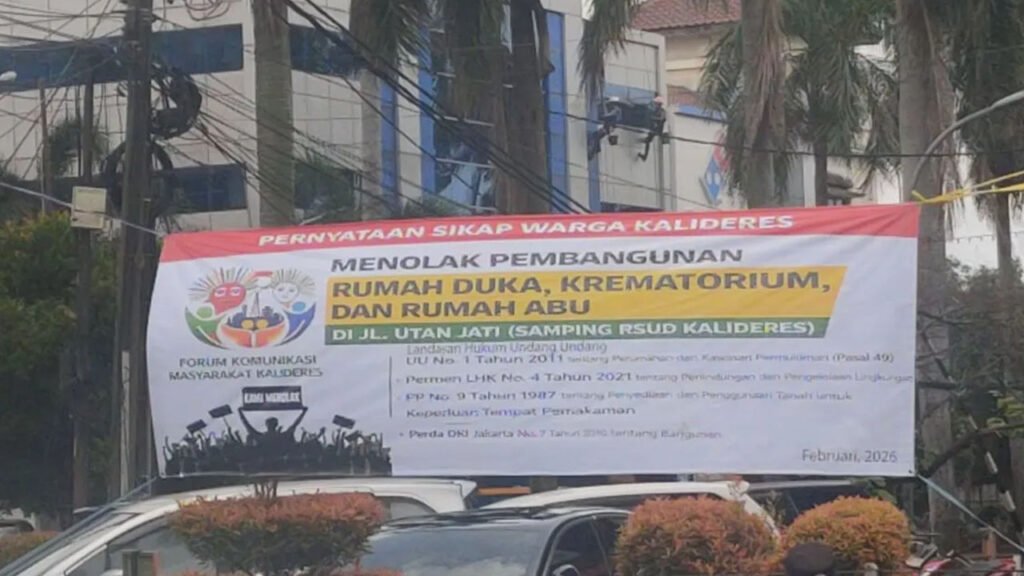 PERNYATAAN SIKAP WARGA KALIDERES
MENOLAK PEMBANGUNAN
RUMAH DUKA, KREMATORIUM,
DAN RUMAH ABU
DI JL. UTAN JATI (SAMPING RSUD KALIDERES)
FORUM KOMUNIKASI
MASYARAKAT KALIDERES
KAMI MENOLAK
Landasan Hukum Undang Undang
UU No. 1 Tahun 2011 tentang Perumahan dan Kawasan Permukiman (Pasal 49)
• Permen LHK No. 4 Tahun 2021 tentang Perlindungan dan Pengelolaan Lingkungan
• PP No. 9 Tahun 1987 tentang Penyediaan dan Penggunaan Tanah untuk
Keperluan Tempat Pemakaman
• Perda DKI Jakarta No. 7 Tahun 2010 tentang Bangunan
Februari, 2026